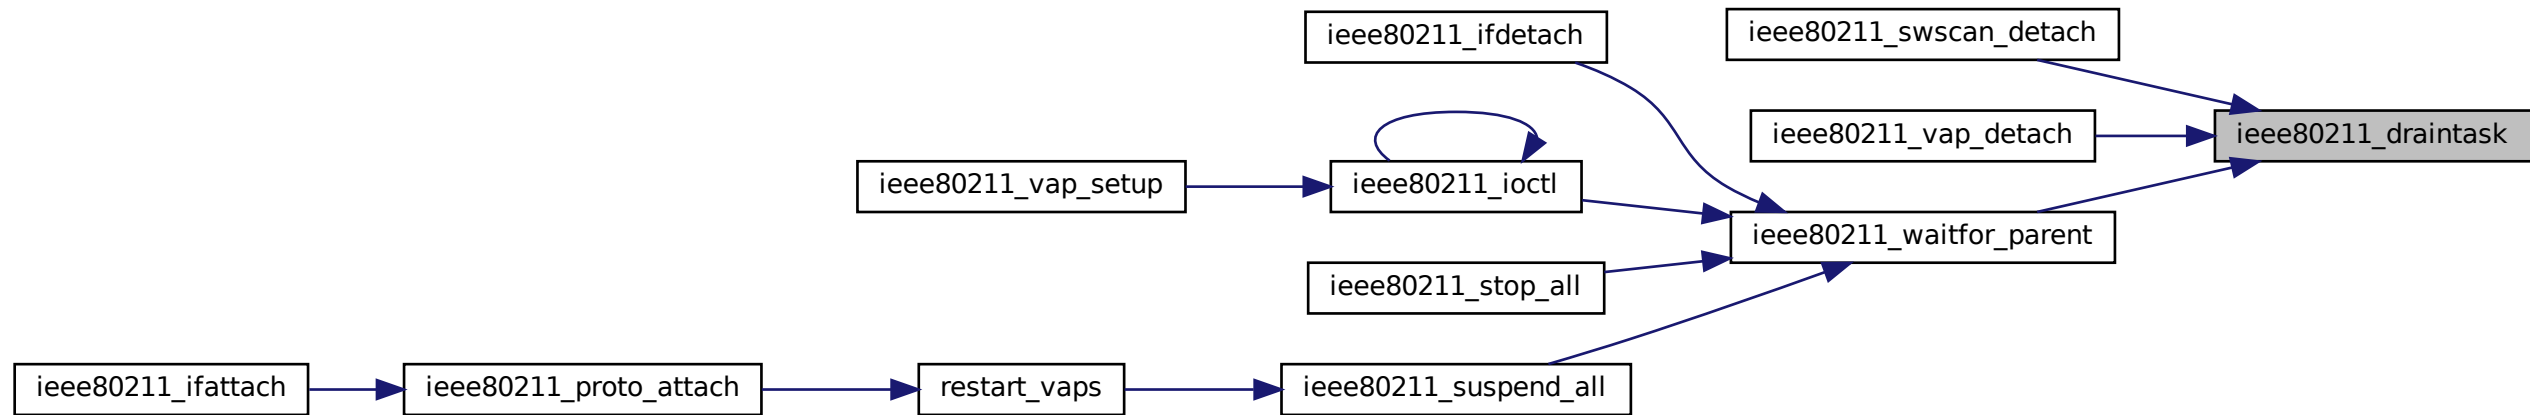 ieee80211_swscan_detach
ieee80211_ifdetach
ieee80211_vap_detach
ieee80211_draintask
ieee80211_vap_setup
ieee80211_ioctl
ieee80211_waitfor_parent
ieee80211_stop_all
ieee80211_ifattach
ieee80211_proto_attach
restart_vaps
ieee80211_suspend_all